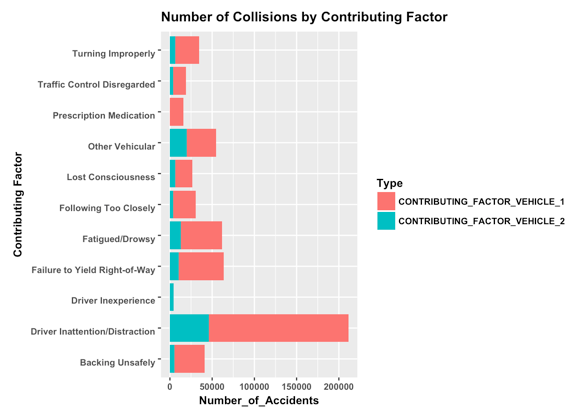 Number of Collisions by Contributing Factor
Contributing Factor
Turning Improperly
Traffic Control Disregarded
Prescription Medication
Other Vehicular
Lost Consciousness
Following Too Closely
Fatigued/Drowsy
Failure to Yield Right-of-Way
Driver Inexperience
Driver Inattention/Distraction
Backing Unsafely
0 50000 100000 150000 200000
Number_of_Accidents
Type
CONTRIBUTING_FACTOR_VEHICLE_1
CONTRIBUTING_FACTOR_VEHICLE_2